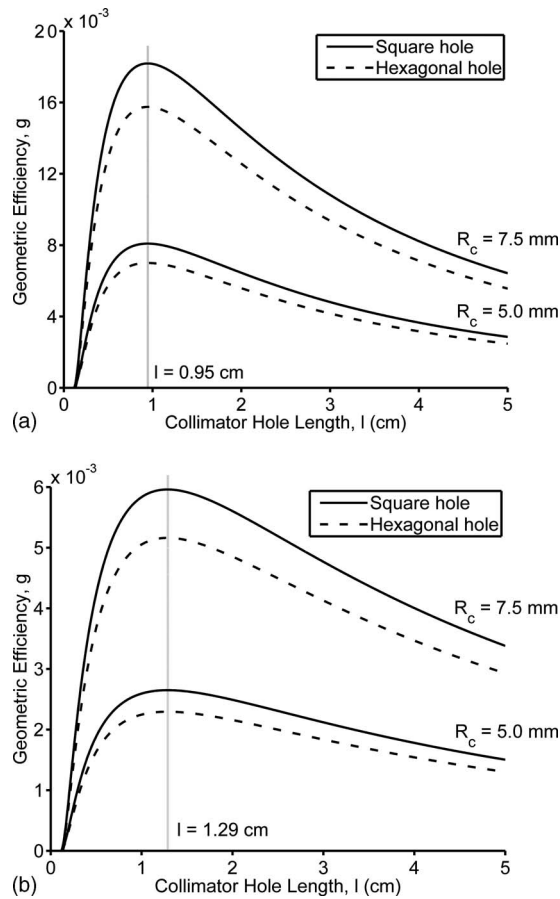 x 10⁻³
20
16
12
8
4
0
Geometric Efficiency, g
Square hole
Hexagonal hole
R_c = 7.5 mm
R_c = 5.0 mm
l = 0.95 cm
0 1 2 3 4 5
Collimator Hole Length, l (cm)
(a)
x 10⁻³
6
5
4
3
2
1
0
Geometric Efficiency, g
Square hole
Hexagonal hole
R_c = 7.5 mm
R_c = 5.0 mm
l = 1.29 cm
0 1 2 3 4 5
Collimator Hole Length, l (cm)
(b)